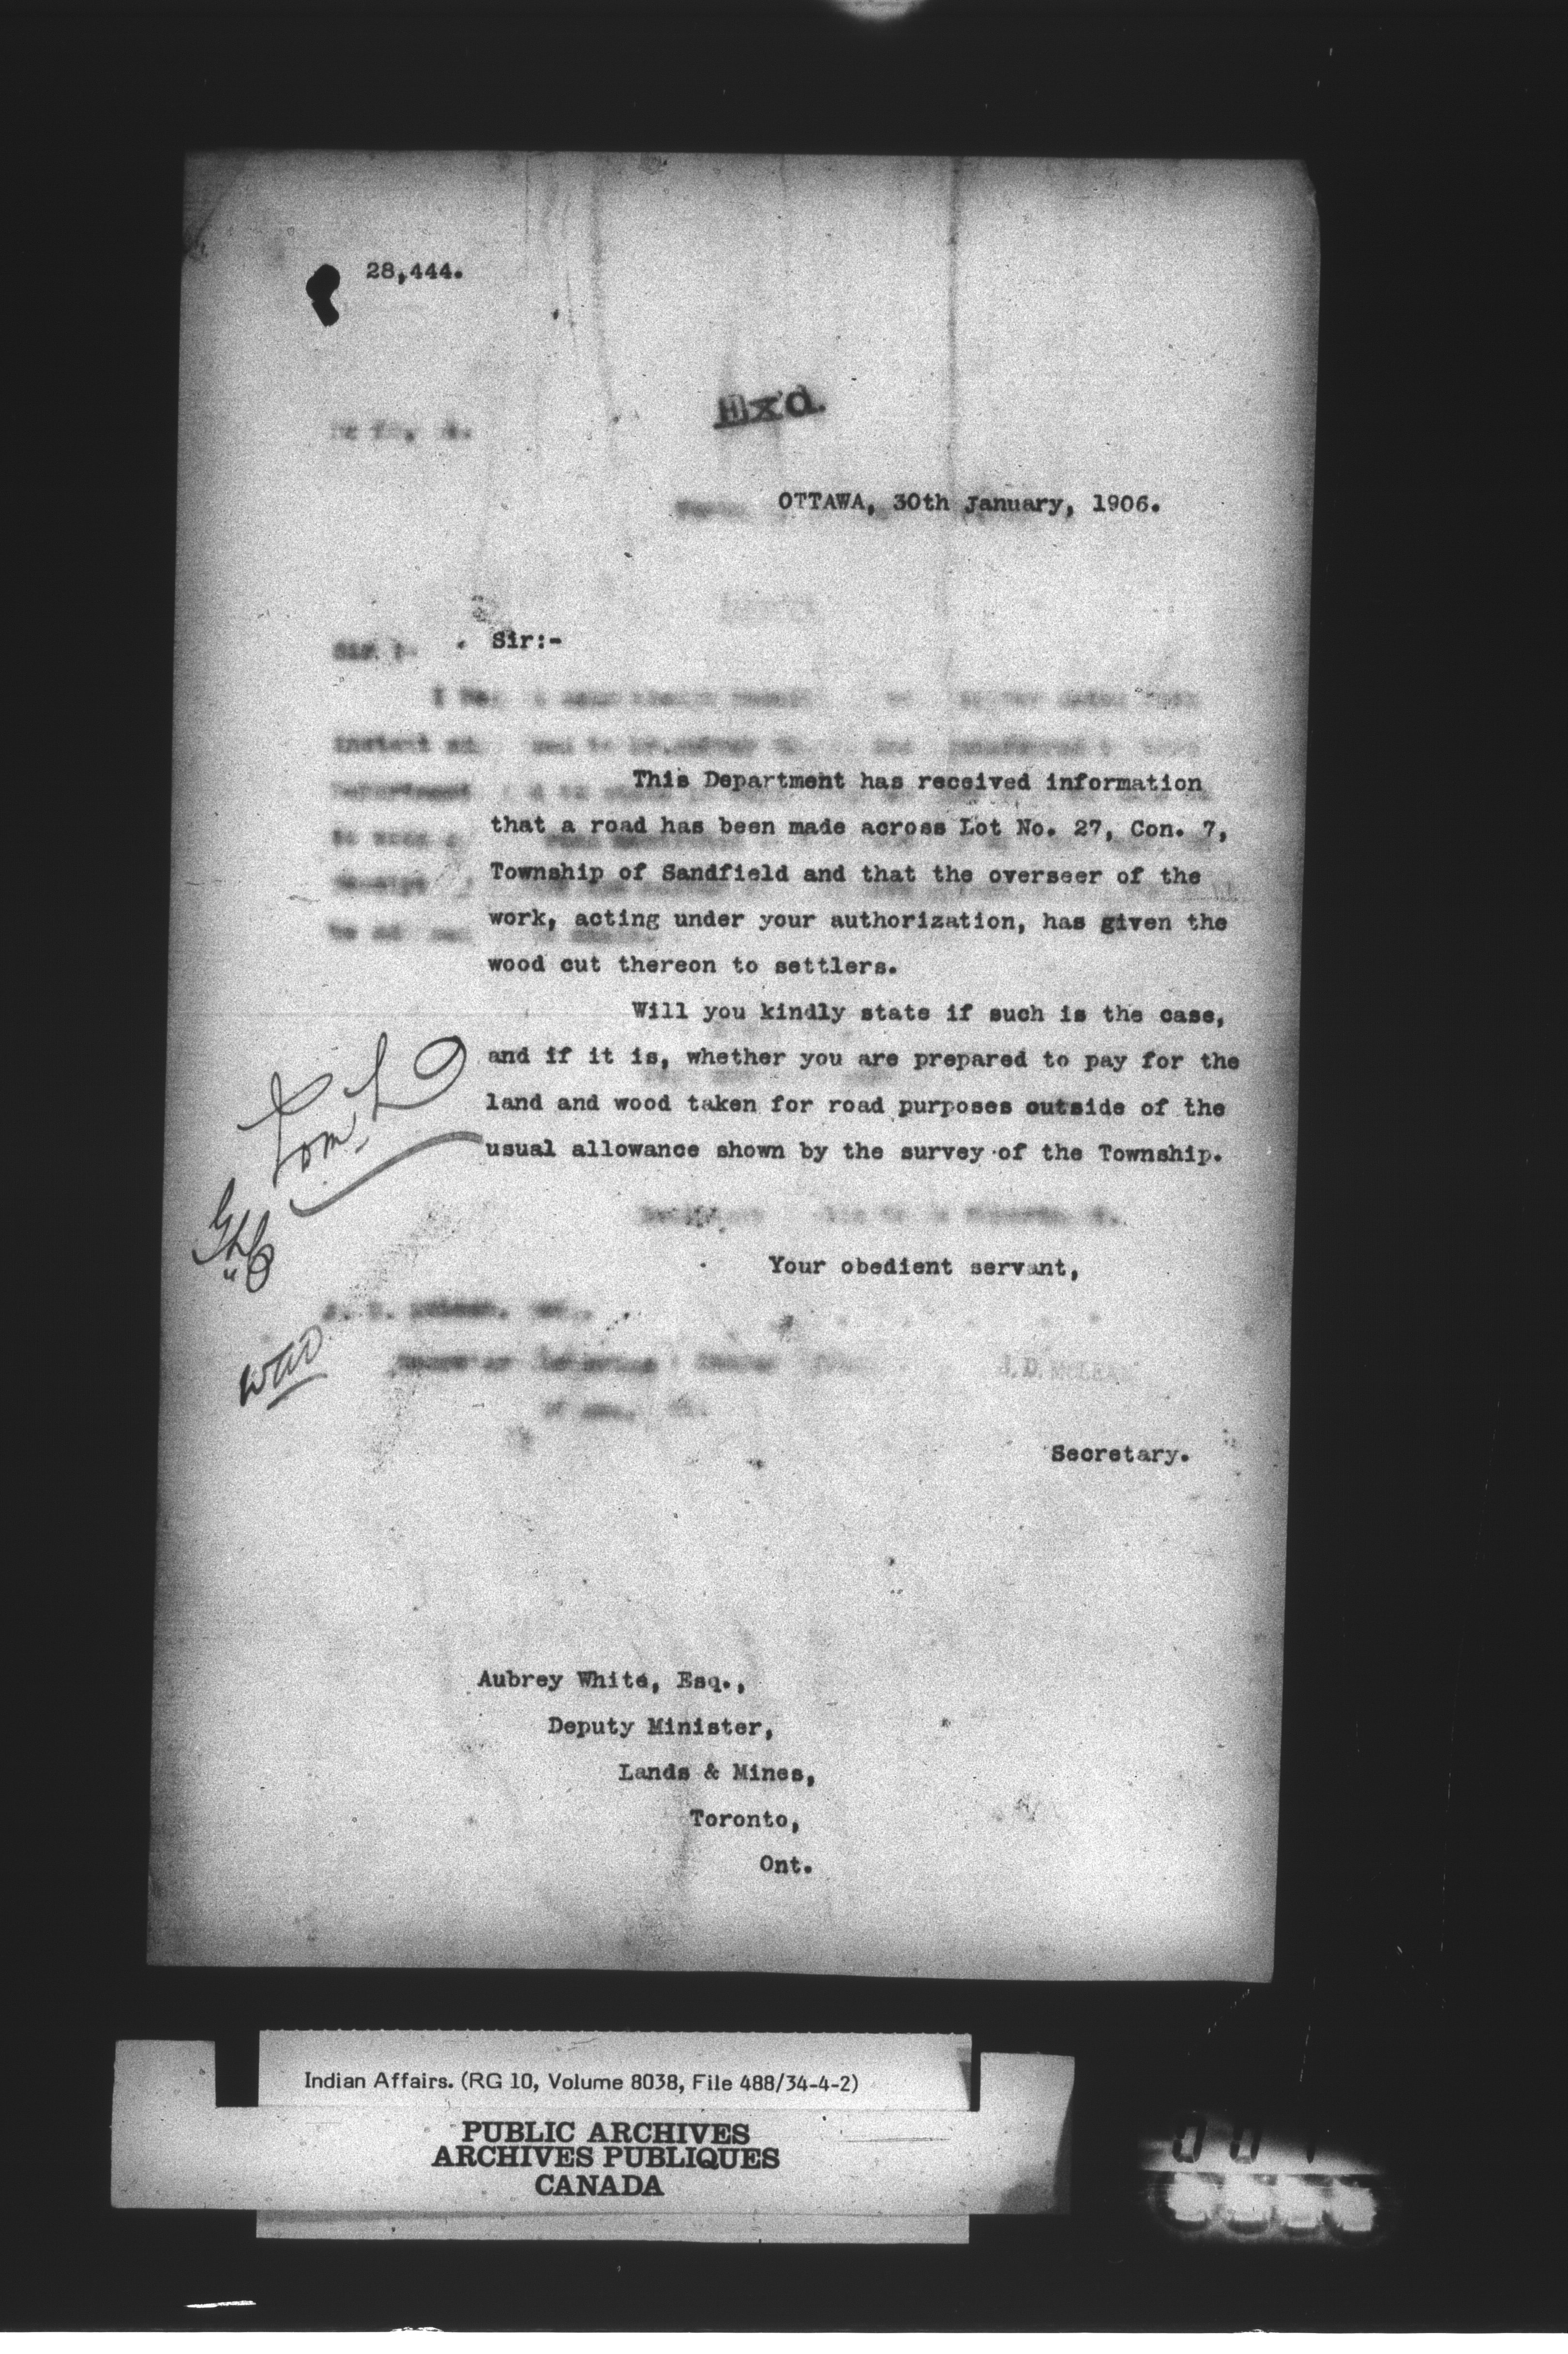 28,444.
Ex'd.
OTTAWA, 30th January, 1906.
Sir:-
This Department has received information
that a road has been made across Lot No. 27, Con. 7,
Township of Sandfield and that the overseer of the
work, acting under your authorization, has given the
wood cut thereon to settlers.
Will you kindly state if such is the case,
and if it is, whether you are prepared to pay for the
land and wood taken for road purposes outside of the
usual allowance shown by the survey of the Township.
Your obedient servant,
J. D. McLEAN
Secretary.
Aubrey White, Esq.,
Deputy Minister,
Lands & Mines,
Toronto,
Ont.
Indian Affairs. (RG 10, Volume 8038, File 488/34-4-2)
PUBLIC ARCHIVES
ARCHIVES PUBLIQUES
CANADA